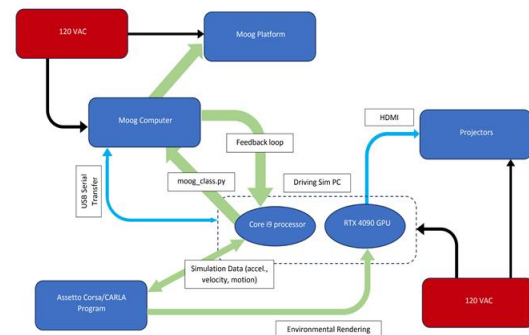 120 VAC
Moog Platform
Moog Computer
HDMI
Projectors
Feedback loop
moog_class.py
USB Serial
Transfer
Driving Sim PC
Core i9 processor
RTX 4090 GPU
Simulation Data (accel.,
velocity, motion)
Assetto Corsa/CARLA
Program
120 VAC
Environmental Rendering